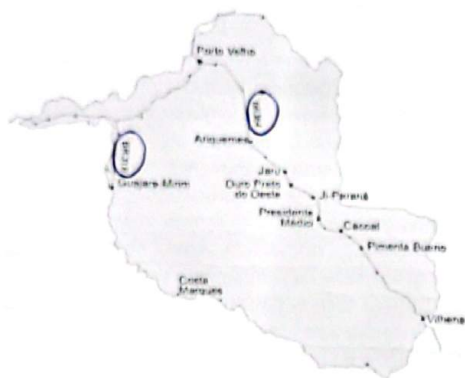 Porto Velho
Ariquemes
Jaru
Guajará-Mirim
Ouro Preto
do Oeste
Ji-Paraná
Presidente
Médici
Cacoal
Pimenta Bueno
Costa
Marques
Vilhena